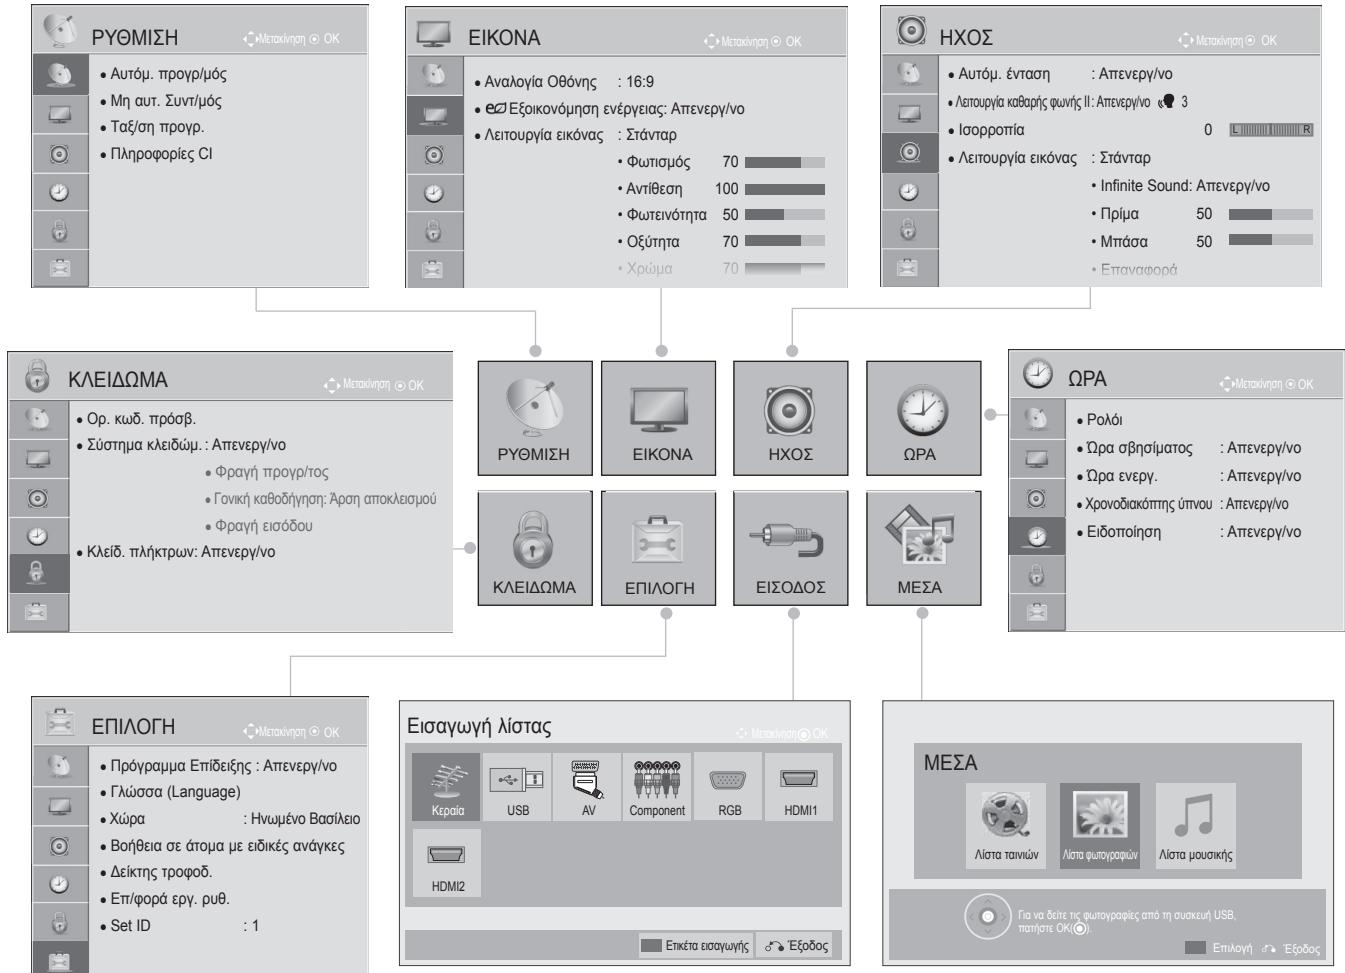 ΡΥΘΜΙΣΗ
Μετακίνηση OK
• Αυτόμ. προγρ/μός
• Μη αυτ. Συντ/μός
• Ταξ/ση προγρ.
• Πληροφορίες CI
ΕΙΚΟΝΑ
Μετακίνηση OK
• Αναλογία Οθόνης : 16:9
• Εξοικονόμηση ενέργειας: Απενεργ/νο
• Λειτουργία εικόνας : Στάνταρ
• Φωτισμός 70
• Αντίθεση 100
• Φωτεινότητα 50
• Οξύτητα 70
• Χρώμα 70
ΗΧΟΣ
Μετακίνηση OK
• Αυτόμ. ένταση : Απενεργ/νο
• Λειτουργία καθαρής φωνής II : Απενεργ/νο 3
• Ισορροπία 0 L R
• Λειτουργία εικόνας : Στάνταρ
• Infinite Sound: Απενεργ/νο
• Πρίμα 50
• Μπάσα 50
• Επαναφορά
ΚΛΕΙΔΩΜΑ
Μετακίνηση OK
• Ορ. κωδ. πρόσβ.
• Σύστημα κλειδώμ. : Απενεργ/νο
• Φραγή προγρ/τος
• Γονική καθοδήγηση: Άρση αποκλεισμού
• Φραγή εισόδου
• Κλείδ. πλήκτρων: Απενεργ/νο
ΡΥΘΜΙΣΗ
ΕΙΚΟΝΑ
ΗΧΟΣ
ΩΡΑ
ΚΛΕΙΔΩΜΑ
ΕΠΙΛΟΓΗ
ΕΙΣΟΔΟΣ
ΜΕΣΑ
ΩΡΑ
Μετακίνηση OK
• Ρολόι
• Ώρα σβησίματος : Απενεργ/νο
• Ώρα ενεργ. : Απενεργ/νο
• Χρονοδιακόπτης ύπνου : Απενεργ/νο
• Ειδοποίηση : Απενεργ/νο
ΕΠΙΛΟΓΗ
Μετακίνηση OK
• Πρόγραμμα Επίδειξης : Απενεργ/νο
• Γλώσσα (Language)
• Χώρα : Ηνωμένο Βασίλειο
• Βοήθεια σε άτομα με ειδικές ανάγκες
• Δείκτης τροφοδ.
• Επ/φορά εργ. ρυθ.
• Set ID : 1
Εισαγωγή λίστας
Μετακίνηση OK
Κεραία
USB
AV
Component
RGB
HDMI1
HDMI2
Ετικέτα εισαγωγής
Έξοδος
ΜΕΣΑ
Λίστα ταινιών
Λίστα φωτογραφιών
Λίστα μουσικής
Για να δείτε τις φωτογραφίες από τη συσκευή USB,
πατήστε OK( ).
Επιλογή
Έξοδος